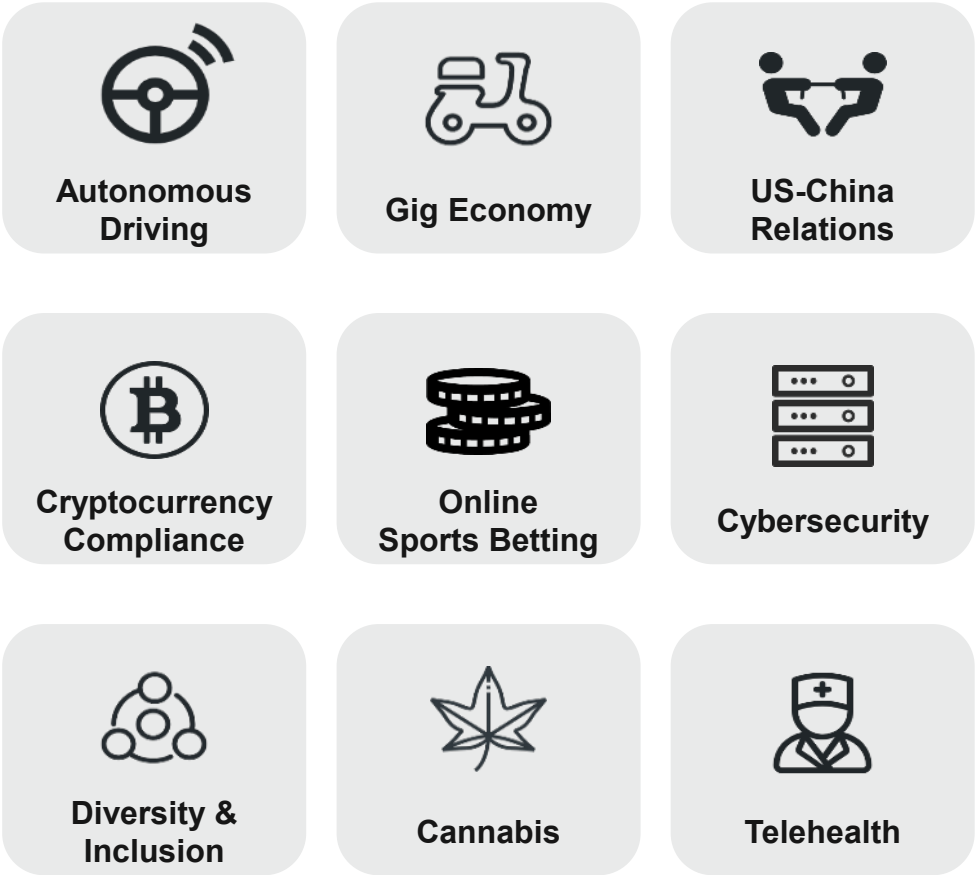 Autonomous
Driving
Gig Economy
US-China
Relations
Cryptocurrency
Compliance
Online
Sports Betting
Cybersecurity
Diversity &
Inclusion
Cannabis
Telehealth